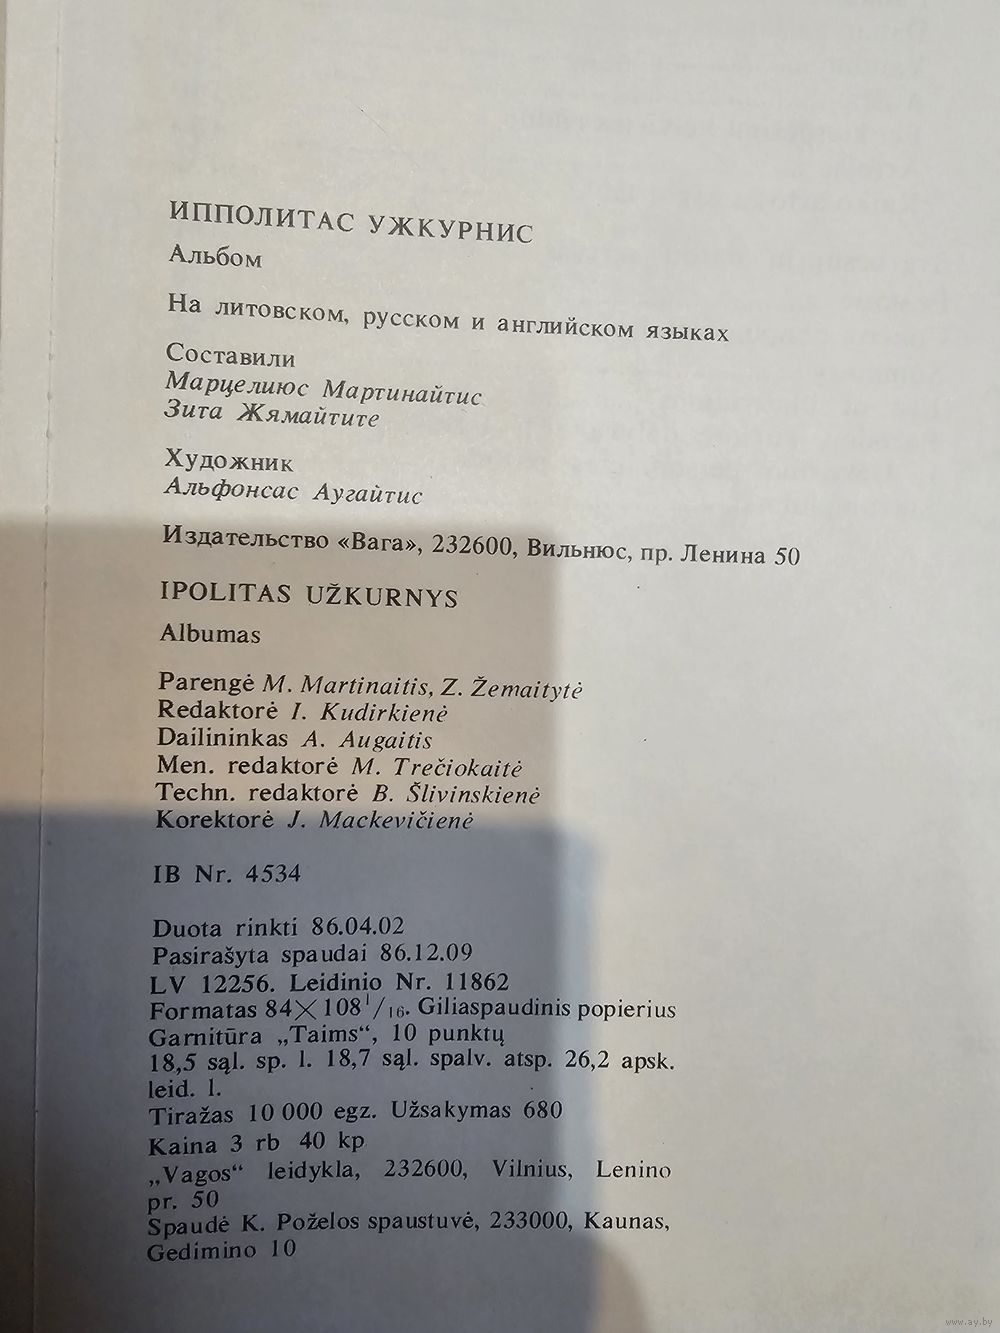 ИППОЛИТАС УЖКУРНИС
Альбом
На литовском, русском и английском языках
Составили
Марцелиюс Мартинайтис
Зита Жямайтите
Художник
Альфонсас Аугайтис
Издательство «Вага», 232600, Вильнюс, пр. Ленина 50
IPOLITAS UŽKURNYS
Albumas
Parengė M. Martinaitis, Z. Žemaitytė
Redaktorė I. Kudirkienė
Dailininkas A. Augaitis
Men. redaktorė M. Trečiokaitė
Techn. redaktorė B. Šlivinskienė
Korektorė J. Mackevičienė
IB Nr. 4534
Duota rinkti 86.04.02
Pasirašyta spaudai 86.12.09
LV 12256. Leidinio Nr. 11862
Formatas 84×108 1/16. Giliaspaudinis popierius
Garnitūra „Taims“, 10 punktų
18,5 sąl. sp. l. 18,7 sąl. spalv. atsp. 26,2 apsk.
leid. l.
Tiražas 10 000 egz. Užsakymas 680
Kaina 3 rb 40 kp
„Vagos“ leidykla, 232600, Vilnius, Lenino
pr. 50
Spaudė K. Poželos spaustuvė, 233000, Kaunas,
Gedimino 10
www.ay.by